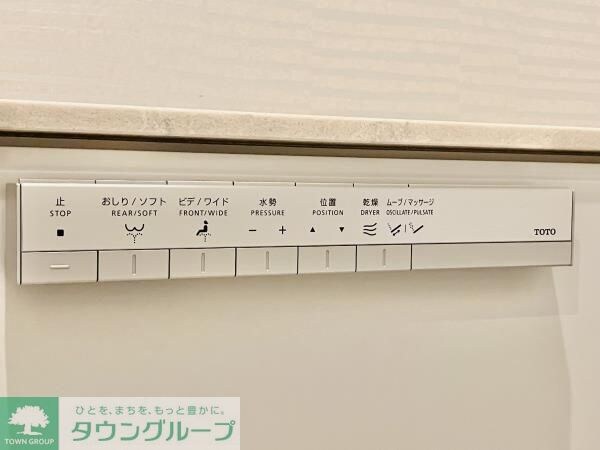 止
STOP
おしり/ソフト
REAR/SOFT
ビデ/ワイド
FRONT/WIDE
水勢
PRESSURE
− +
位置
POSITION
▲ ▼
乾燥
DRYER
ムーブ/マッサージ
OSCILLATE/PULSATE
TOTO
TOWN GROUP
ひとを、まちを、もっと豊かに。
タウングループ